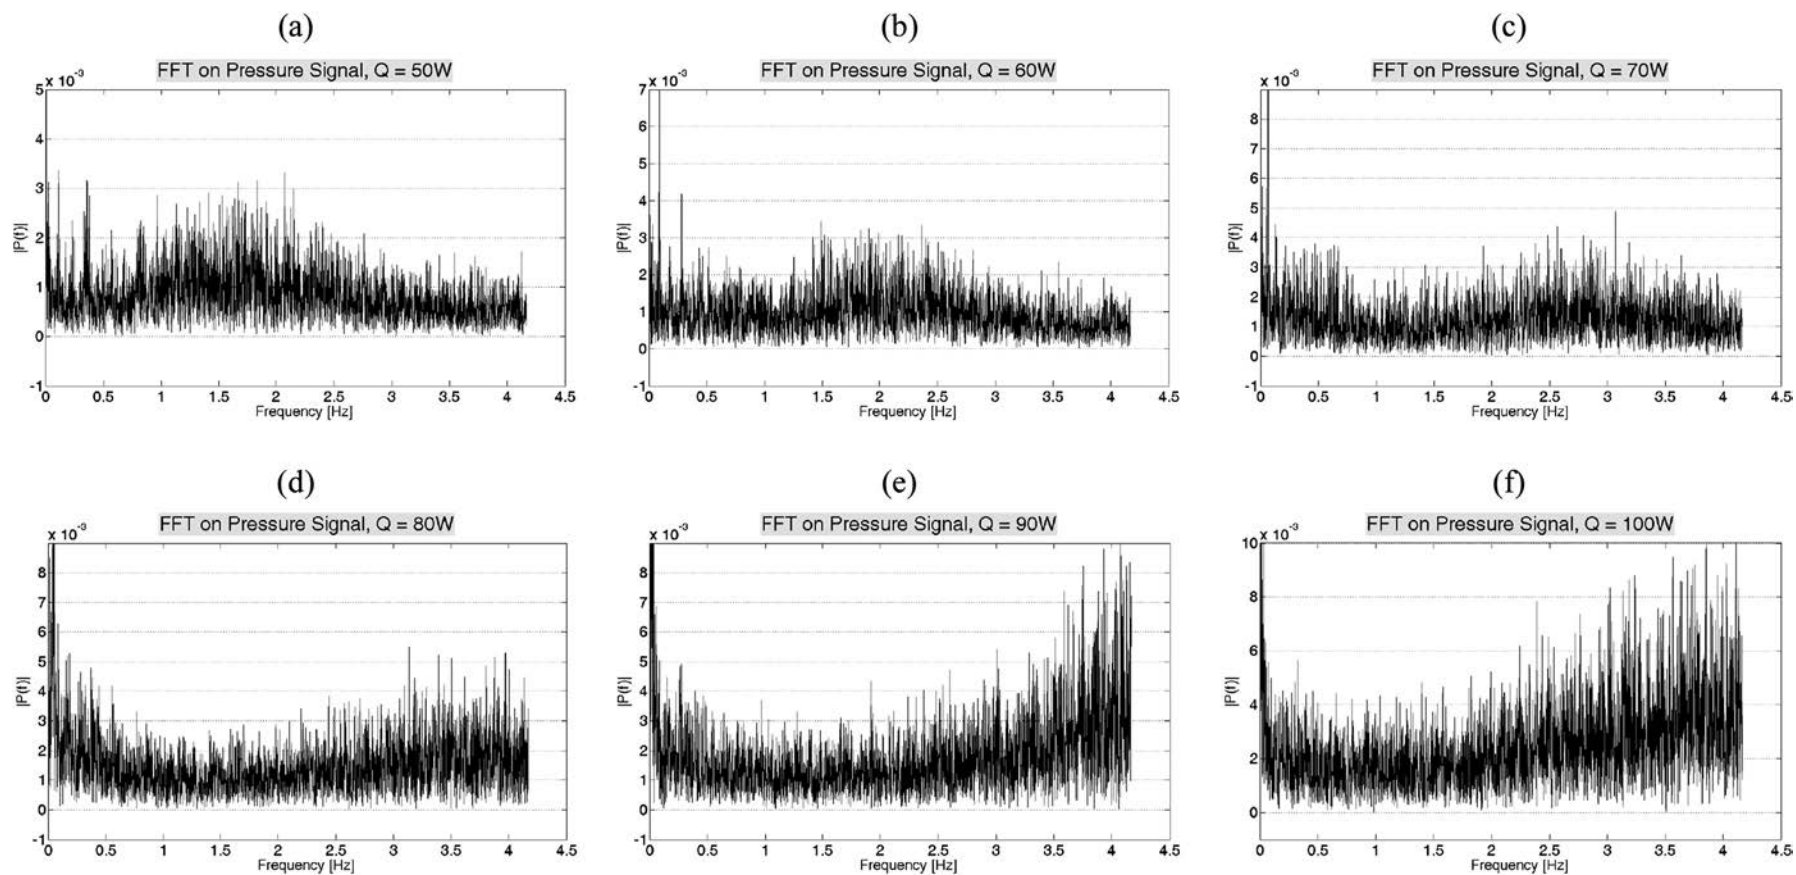 (a)
FFT on Pressure Signal, Q = 50W
x 10⁻³
5
4
3
2
1
0
-1
|P(f)|
0 0.5 1 1.5 2 2.5 3 3.5 4 4.5
Frequency [Hz]
(b)
FFT on Pressure Signal, Q = 60W
x 10⁻³
7
6
5
4
3
2
1
0
-1
|P(f)|
0 0.5 1 1.5 2 2.5 3 3.5 4 4.5
Frequency [Hz]
(c)
FFT on Pressure Signal, Q = 70W
x 10⁻³
8
7
6
5
4
3
2
1
0
-1
|P(f)|
0 0.5 1 1.5 2 2.5 3 3.5 4 4.5
Frequency [Hz]
(d)
FFT on Pressure Signal, Q = 80W
x 10⁻³
8
7
6
5
4
3
2
1
0
-1
|P(f)|
0 0.5 1 1.5 2 2.5 3 3.5 4 4.5
Frequency [Hz]
(e)
FFT on Pressure Signal, Q = 90W
x 10⁻³
8
7
6
5
4
3
2
1
0
-1
|P(f)|
0 0.5 1 1.5 2 2.5 3 3.5 4 4.5
Frequency [Hz]
(f)
FFT on Pressure Signal, Q = 100W
x 10⁻³
10
8
6
4
2
0
|P(f)|
0 0.5 1 1.5 2 2.5 3 3.5 4 4.5
Frequency [Hz]